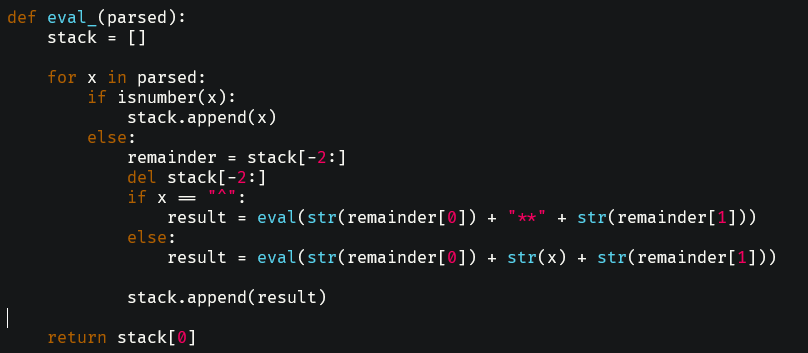 def eval_(parsed):
    stack = []
    for x in parsed:
        if isnumber(x):
            stack.append(x)
        else:
            remainder = stack[-2:]
            del stack[-2:]
            if x == "^":
                result = eval(str(remainder[0]) + "**" + str(remainder[1]))
            else:
                result = eval(str(remainder[0]) + str(x) + str(remainder[1]))
            stack.append(result)
    return stack[0]